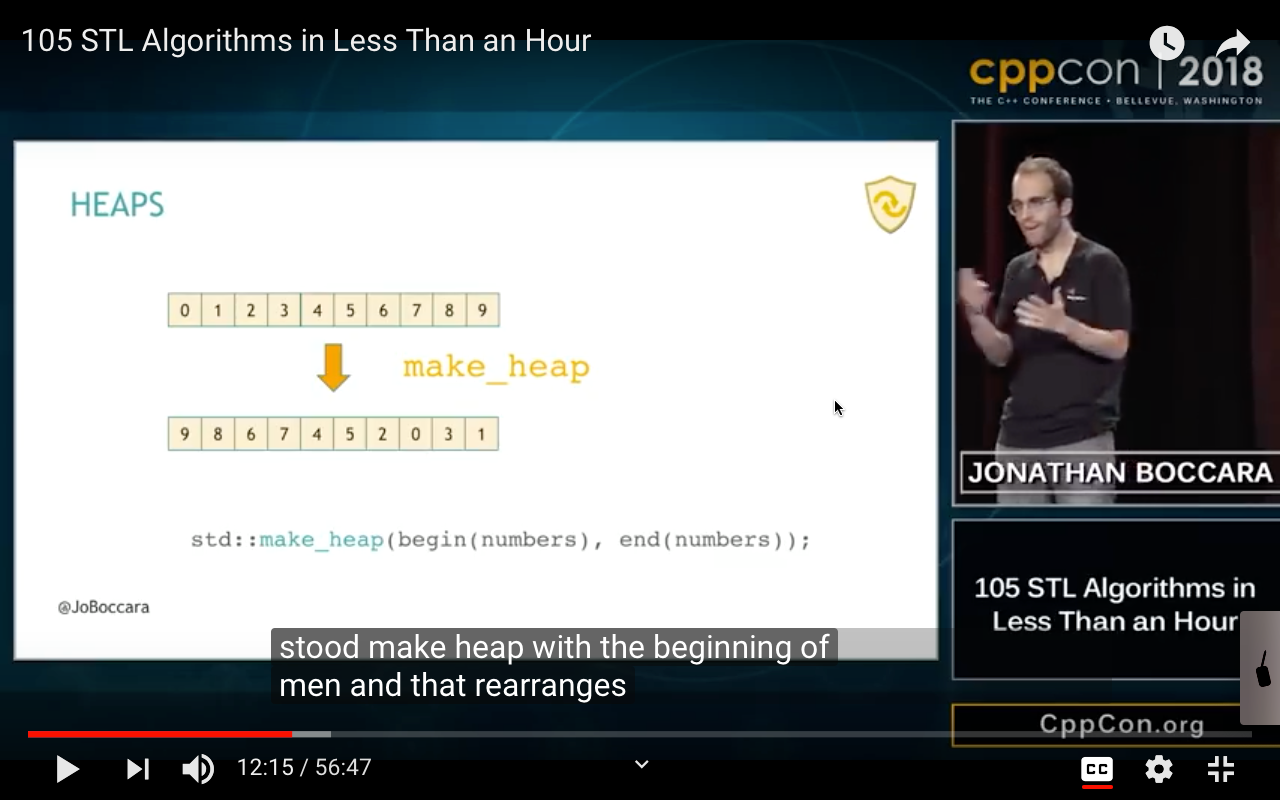 105 STL Algorithms in Less Than an Hour
cppcon | 2018
THE C++ CONFERENCE • BELLEVUE, WASHINGTON
HEAPS
0 1 2 3 4 5 6 7 8 9
make_heap
9 8 6 7 4 5 2 0 3 1
std::make_heap(begin(numbers), end(numbers));
@JoBoccara
JONATHAN BOCCARA
105 STL Algorithms in
Less Than an Hour
stood make heap with the beginning of
men and that rearranges
CppCon.org
12:15 / 56:47
CC